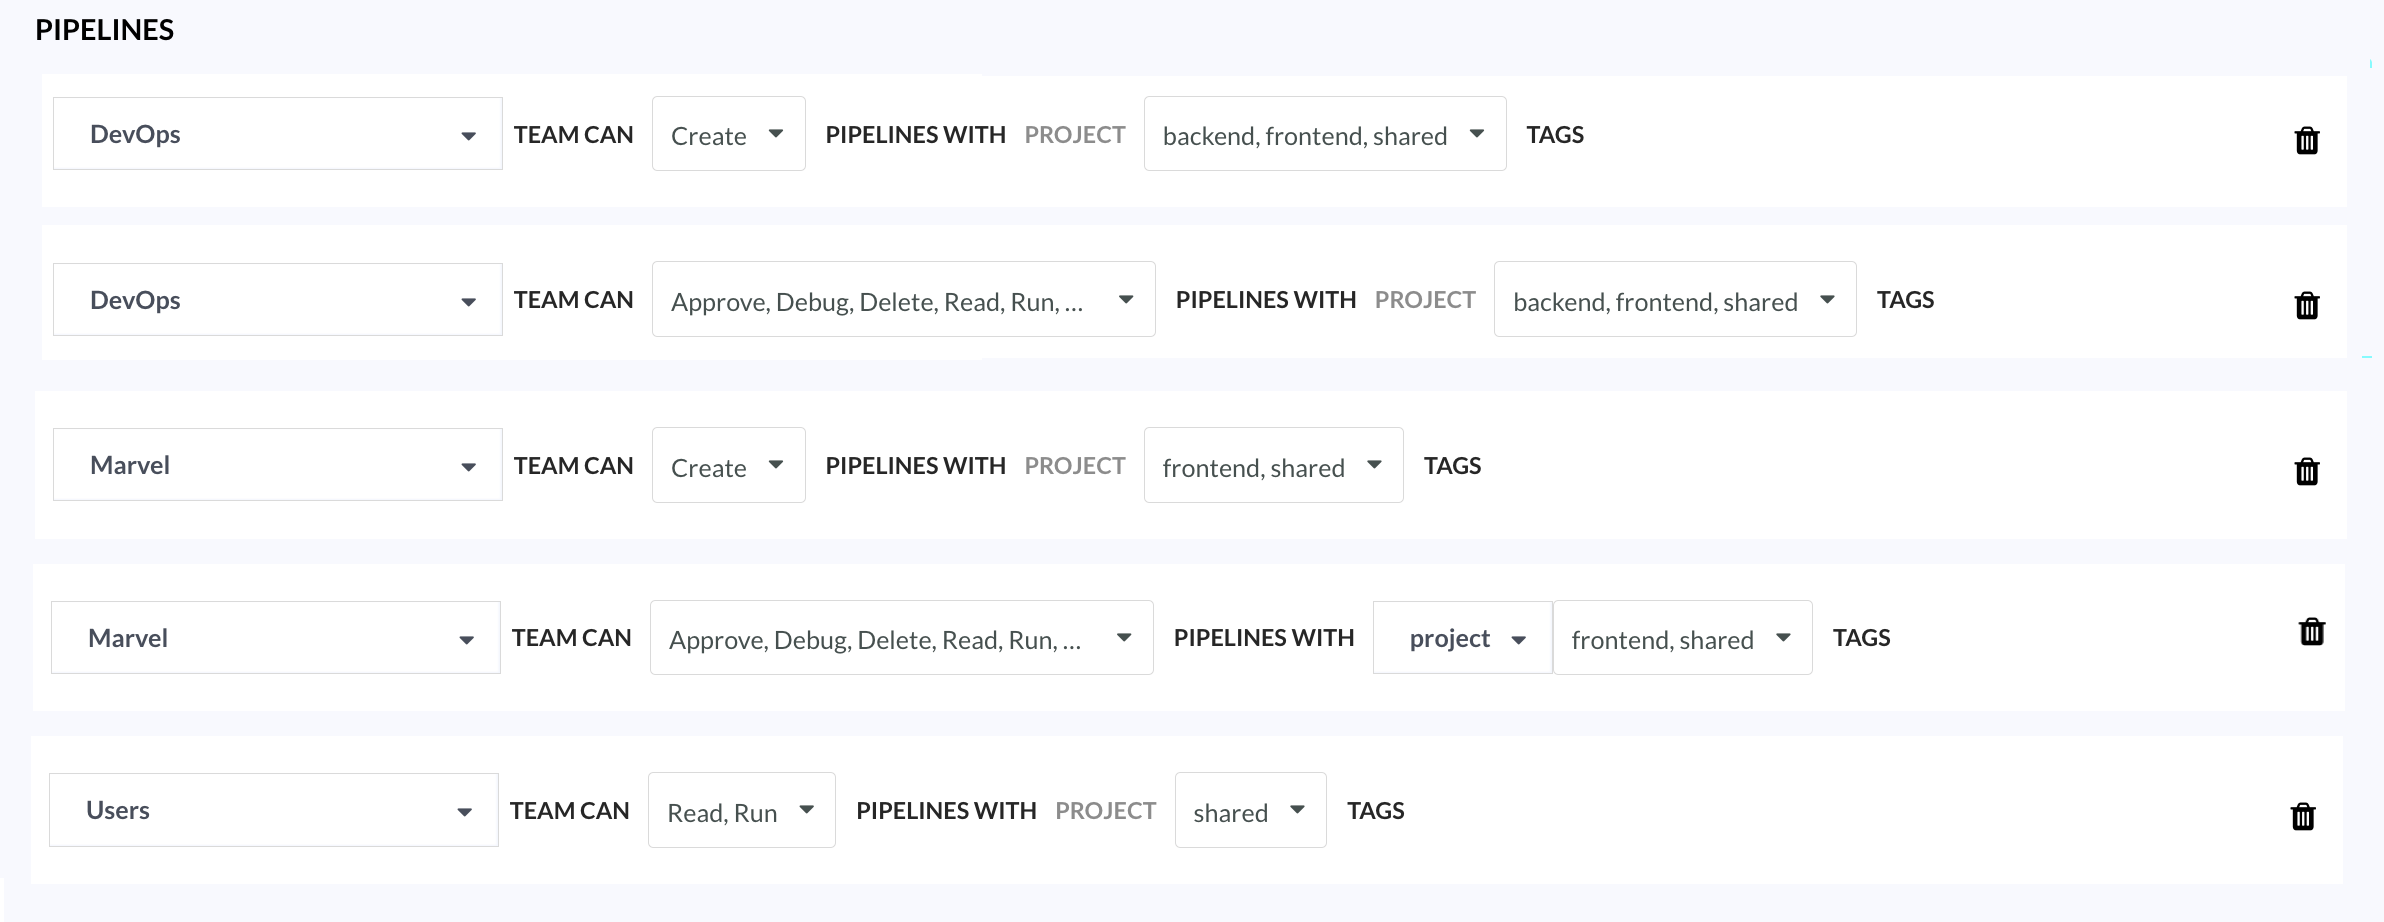 PIPELINES
DevOps TEAM CAN Create PIPELINES WITH PROJECT backend, frontend, shared TAGS
DevOps TEAM CAN Approve, Debug, Delete, Read, Run, ... PIPELINES WITH PROJECT backend, frontend, shared TAGS
Marvel TEAM CAN Create PIPELINES WITH PROJECT frontend, shared TAGS
Marvel TEAM CAN Approve, Debug, Delete, Read, Run, ... PIPELINES WITH project frontend, shared TAGS
Users TEAM CAN Read, Run PIPELINES WITH PROJECT shared TAGS